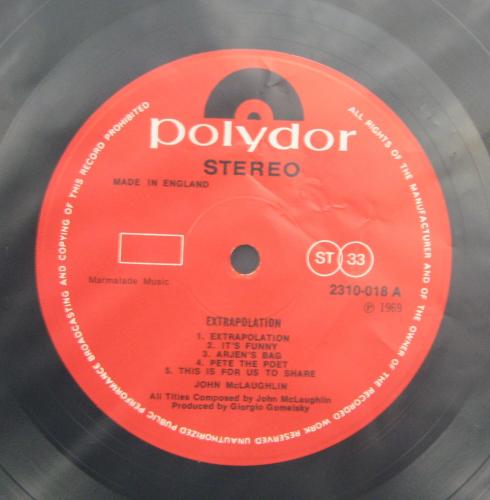 polydor
STEREO
MADE IN ENGLAND
ST 33
Marmalade Music
2310-018 A
℗ 1969
EXTRAPOLATION
1. EXTRAPOLATION
2. IT'S FUNNY
3. ARJEN'S BAG
4. PETE THE POET
5. THIS IS FOR US TO SHARE
JOHN McLAUGHLIN
All Titles Composed by John McLaughlin
Produced by Giorgio Gomelsky
ALL RIGHTS OF THE MANUFACTURER AND OF THE OWNER OF THE RECORDED WORK RESERVED UNAUTHORIZED PUBLIC PERFORMANCE BROADCASTING AND COPYING OF THIS RECORD PROHIBITED